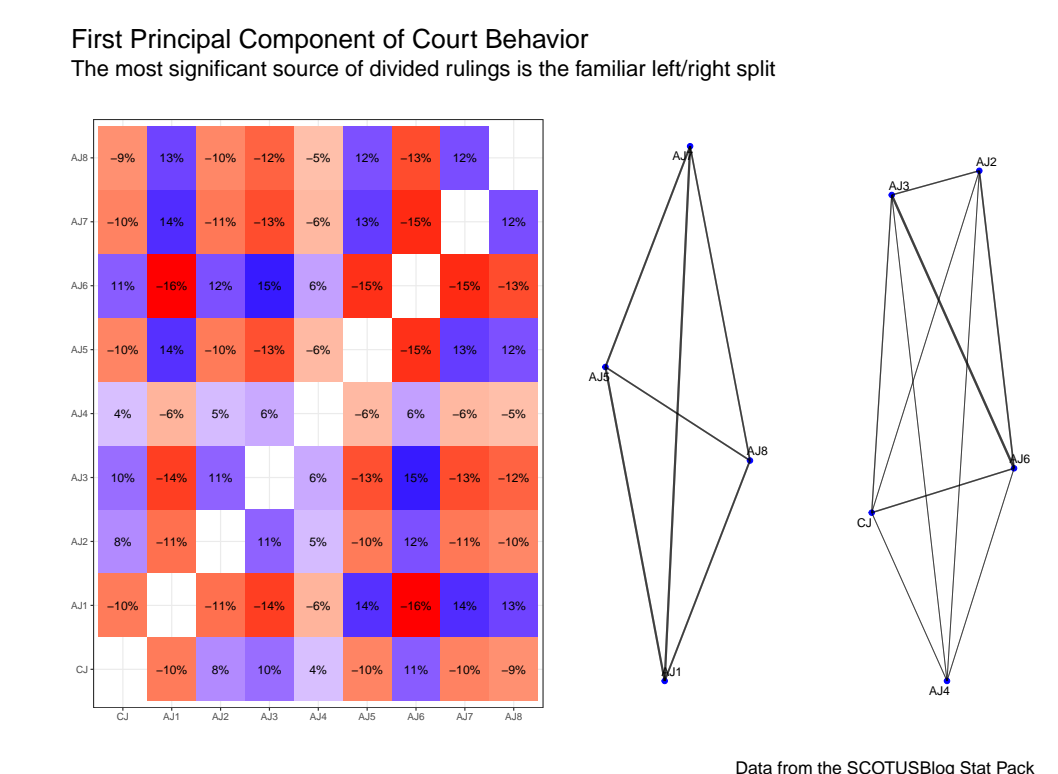 First Principal Component of Court Behavior
The most significant source of divided rulings is the familiar left/right split
AJ8 −9% 13% −10% −12% −5% 12% −13% 12%
AJ7 −10% 14% −11% −13% −6% 13% −15% 12%
AJ6 11% −16% 12% 15% 6% −15% −15% −13%
AJ5 −10% 14% −10% −13% −6% −15% 13% 12%
AJ4 4% −6% 5% 6% −6% 6% −6% −5%
AJ3 10% −14% 11% 6% −13% 15% −13% −12%
AJ2 8% −11% 11% 5% −10% 12% −11% −10%
AJ1 −10% −11% −14% −6% 14% −16% 14% 13%
CJ −10% 8% 10% 4% −10% 11% −10% −9%
CJ AJ1 AJ2 AJ3 AJ4 AJ5 AJ6 AJ7 AJ8
AJ7
AJ5
AJ8
AJ1
AJ2
AJ3
AJ6
CJ
AJ4
Data from the SCOTUSBlog Stat Pack